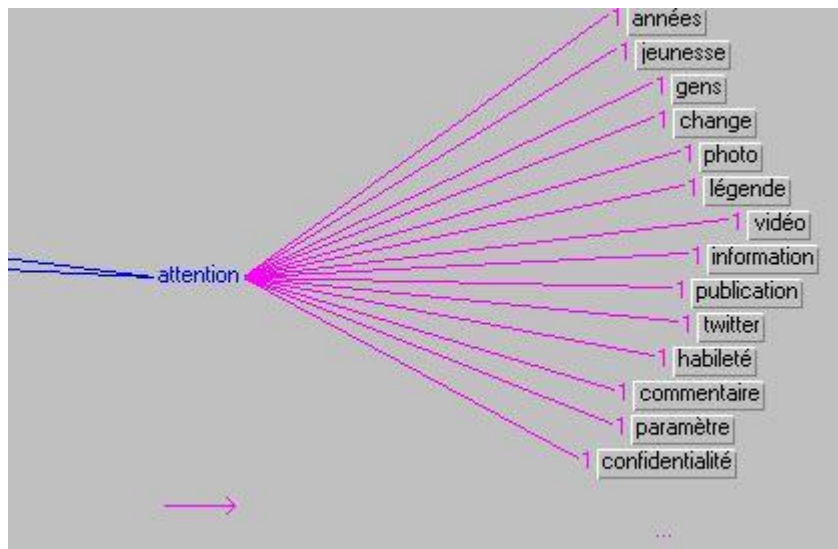 1 années
1 jeunesse
1 gens
1 change
1 photo
1 légende
1 vidéo
1 information
attention
1 publication
1 twitter
1 habileté
1 commentaire
1 paramètre
1 confidentialité
...